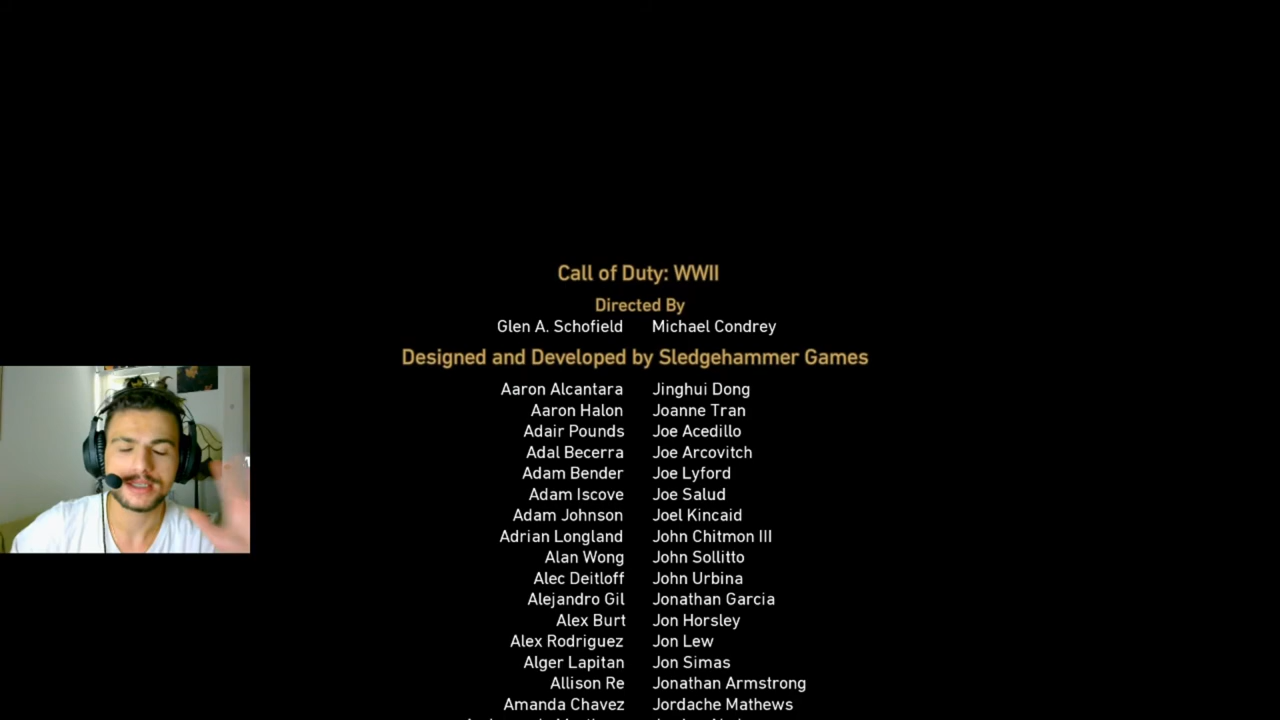 Call of Duty: WWII
Directed By
Glen A. Schofield Michael Condrey
Designed and Developed by Sledgehammer Games
Aaron Alcantara Jinghui Dong
Aaron Halon Joanne Tran
Adair Pounds Joe Acedillo
Adal Becerra Joe Arcovitch
Adam Bender Joe Lyford
Adam Iscove Joe Salud
Adam Johnson Joel Kincaid
Adrian Longland John Chitmon III
Alan Wong John Sollitto
Alec Deitloff John Urbina
Alejandro Gil Jonathan Garcia
Alex Burt Jon Horsley
Alex Rodriguez Jon Lew
Alger Lapitan Jon Simas
Allison Re Jonathan Armstrong
Amanda Chavez Jordache Mathews